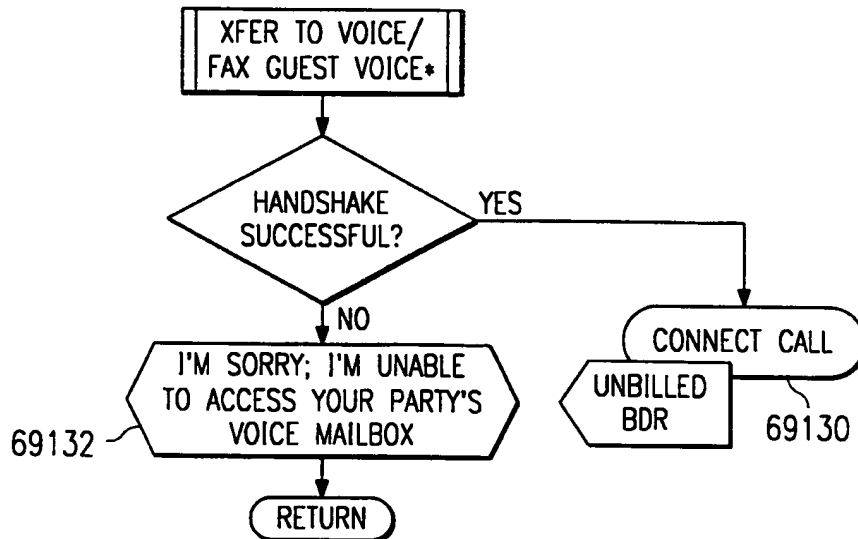 XFER TO VOICE/
FAX GUEST VOICE*
HANDSHAKE
SUCCESSFUL?
YES
NO
CONNECT CALL
UNBILLED
BDR
69130
I'M SORRY; I'M UNABLE
TO ACCESS YOUR PARTY'S
VOICE MAILBOX
69132
RETURN